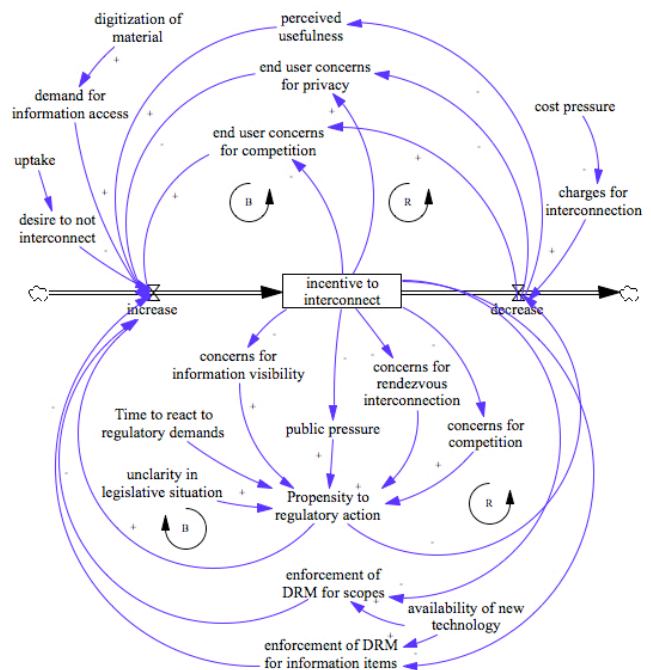 digitization of
material
perceived
usefulness
end user concerns
for privacy
demand for
information access
cost pressure
end user concerns
for competition
uptake
charges for
interconnection
desire to not
interconnect
B
R
incentive to
interconnect
increase
decrease
concerns for
information visibility
concerns for
rendezvous
interconnection
Time to react to
regulatory demands
public pressure
concerns for
competition
unclarity in
legislative situation
Propensity to
regulatory action
B
R
enforcement of
DRM for scopes
availability of new
technology
enforcement of DRM
for information items